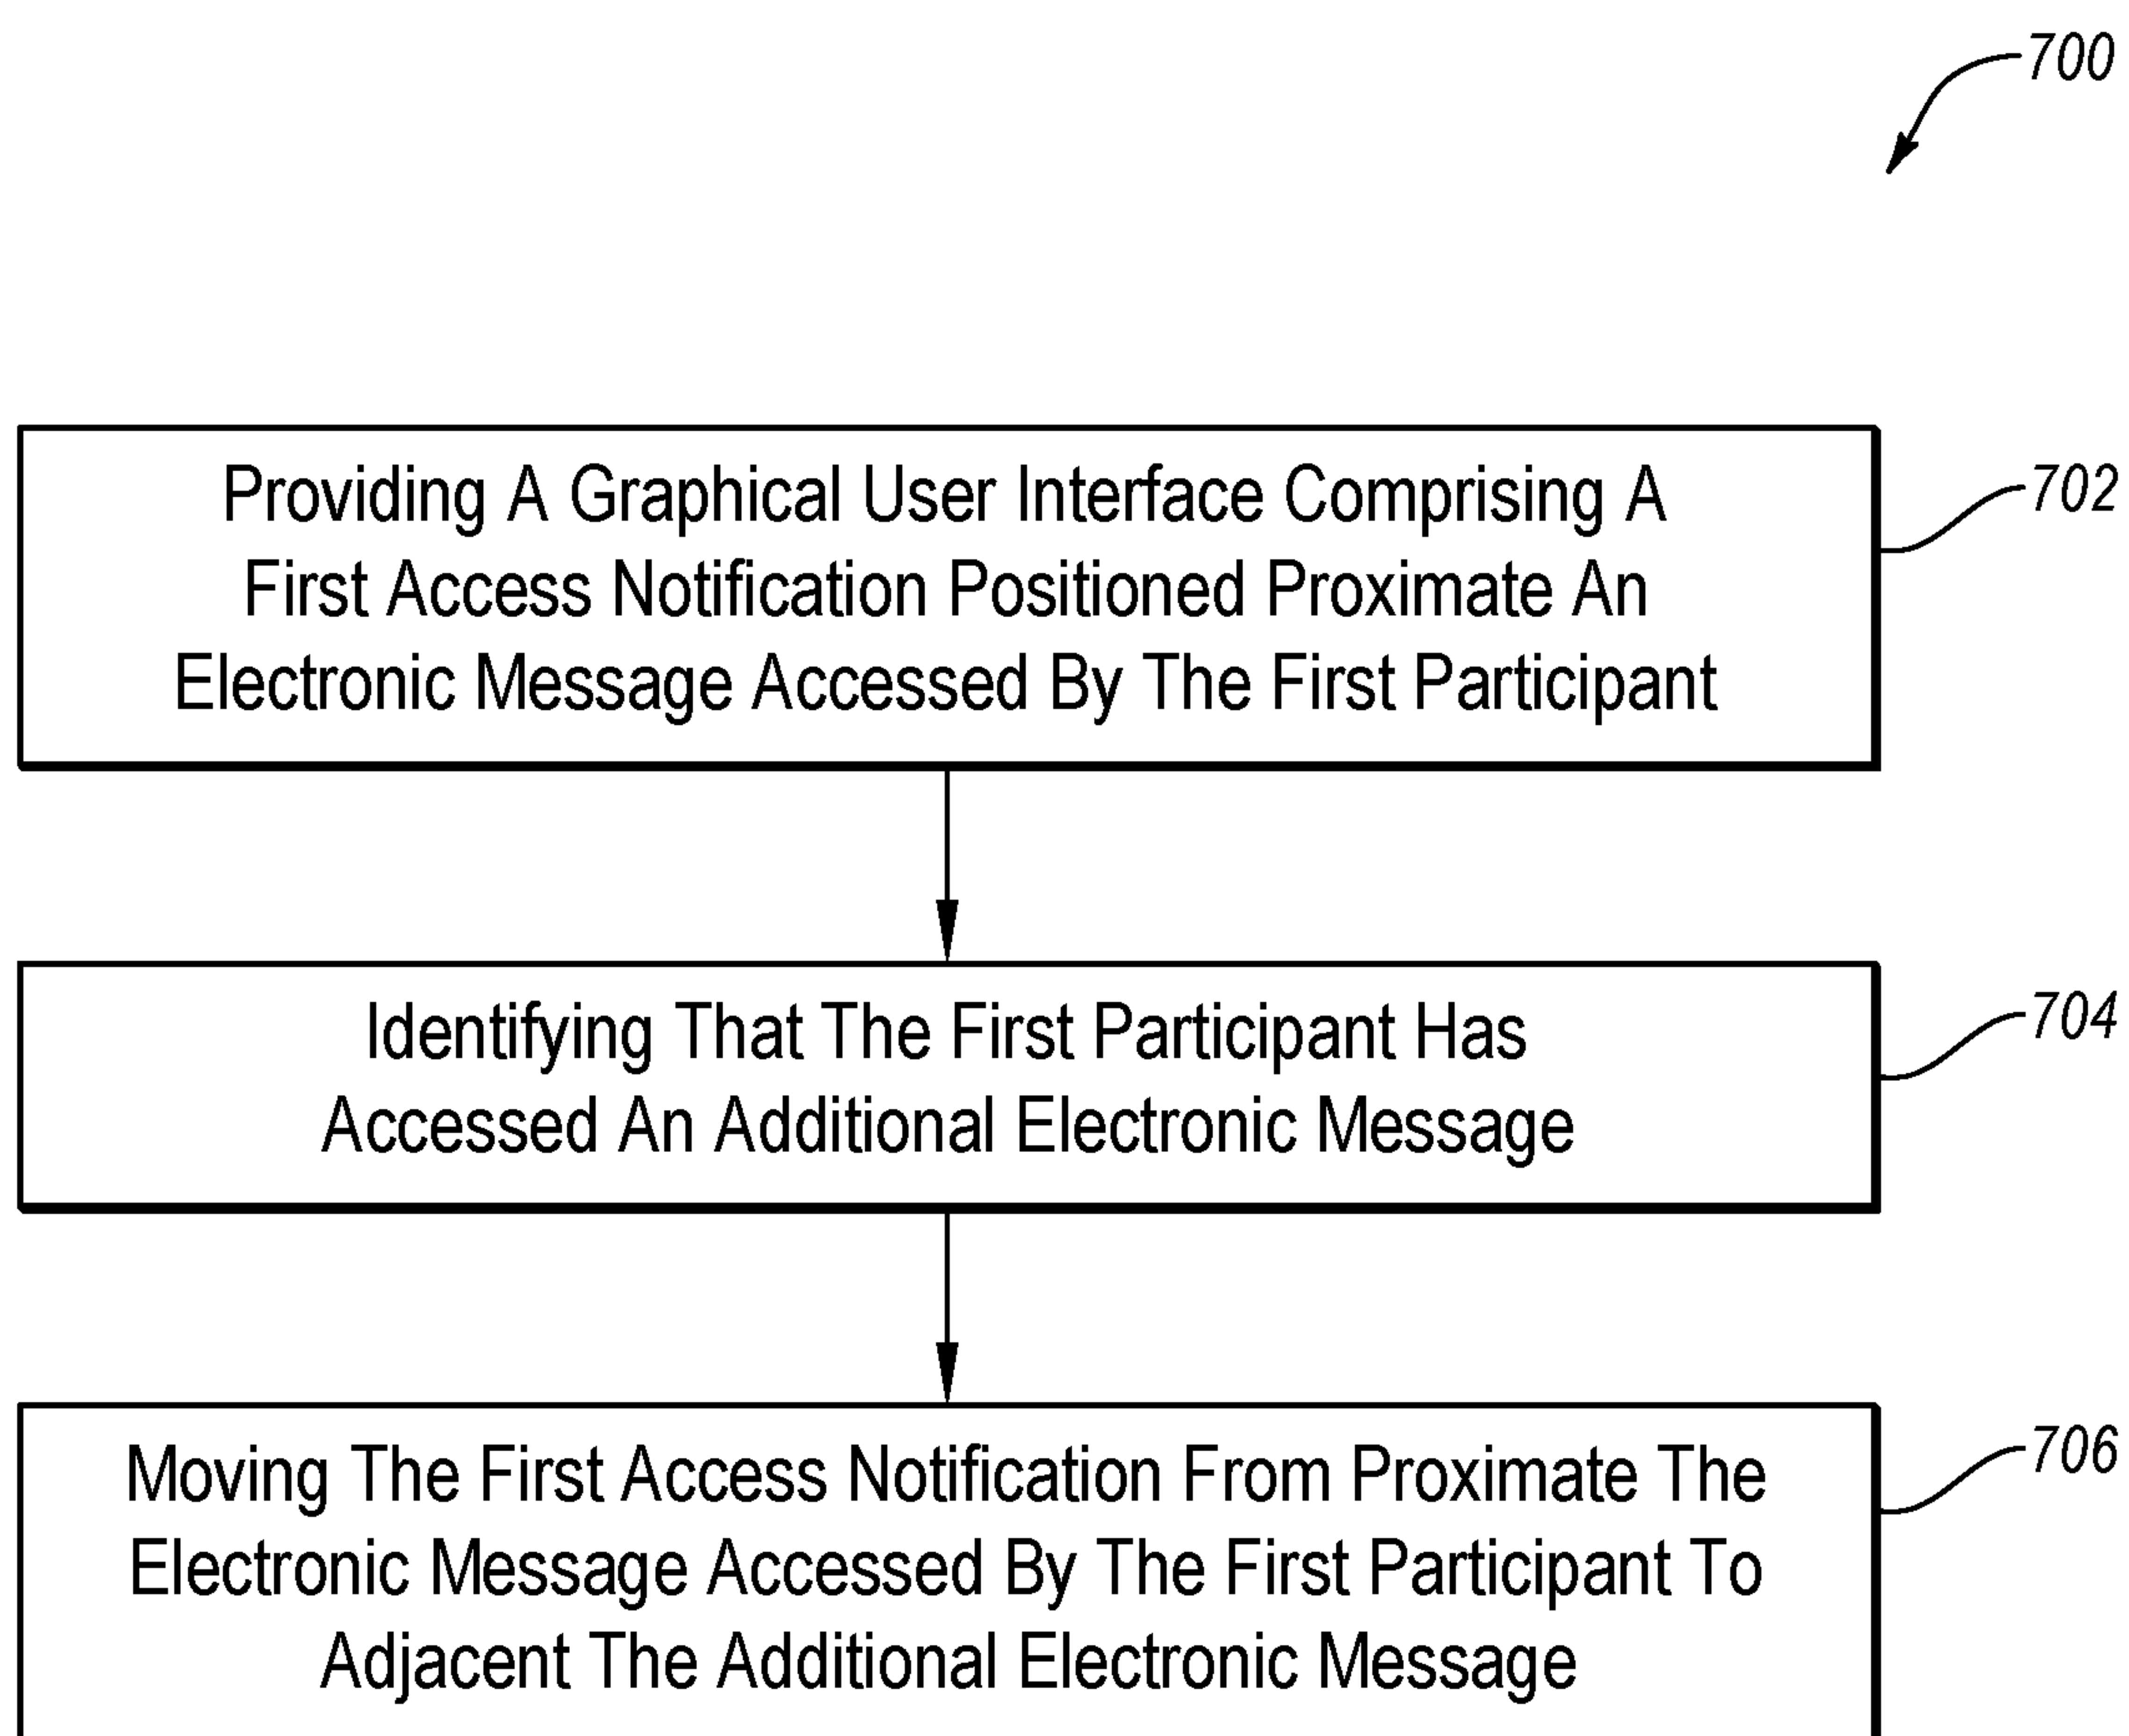 700
Providing A Graphical User Interface Comprising A
First Access Notification Positioned Proximate An
Electronic Message Accessed By The First Participant
702
Identifying That The First Participant Has
Accessed An Additional Electronic Message
704
Moving The First Access Notification From Proximate The
Electronic Message Accessed By The First Participant To
Adjacent The Additional Electronic Message
706